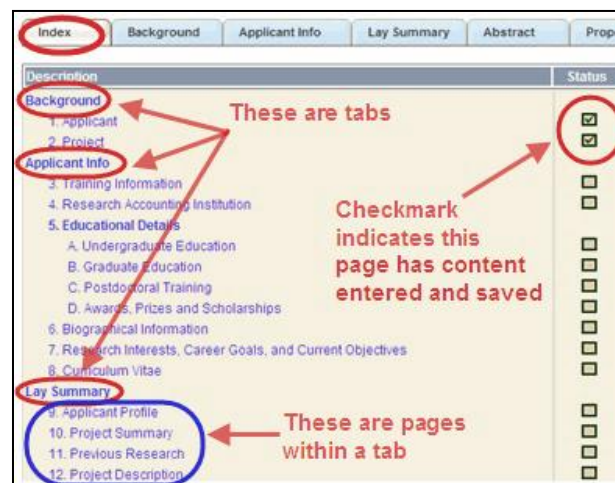 Index Background Applicant Info Lay Summary Abstract Prop
Description Status
Background
1. Applicant
2. Project
Applicant Info
3. Training Information
4. Research Accounting Institution
5. Educational Details
A. Undergraduate Education
B. Graduate Education
C. Postdoctoral Training
D. Awards, Prizes and Scholarships
6. Biographical Information
7. Research Interests, Career Goals, and Current Objectives
8. Curriculum Vitae
Lay Summary
9. Applicant Profile
10. Project Summary
11. Previous Research
12. Project Description
These are tabs
Checkmark
indicates this
page has content
entered and saved
These are pages
within a tab